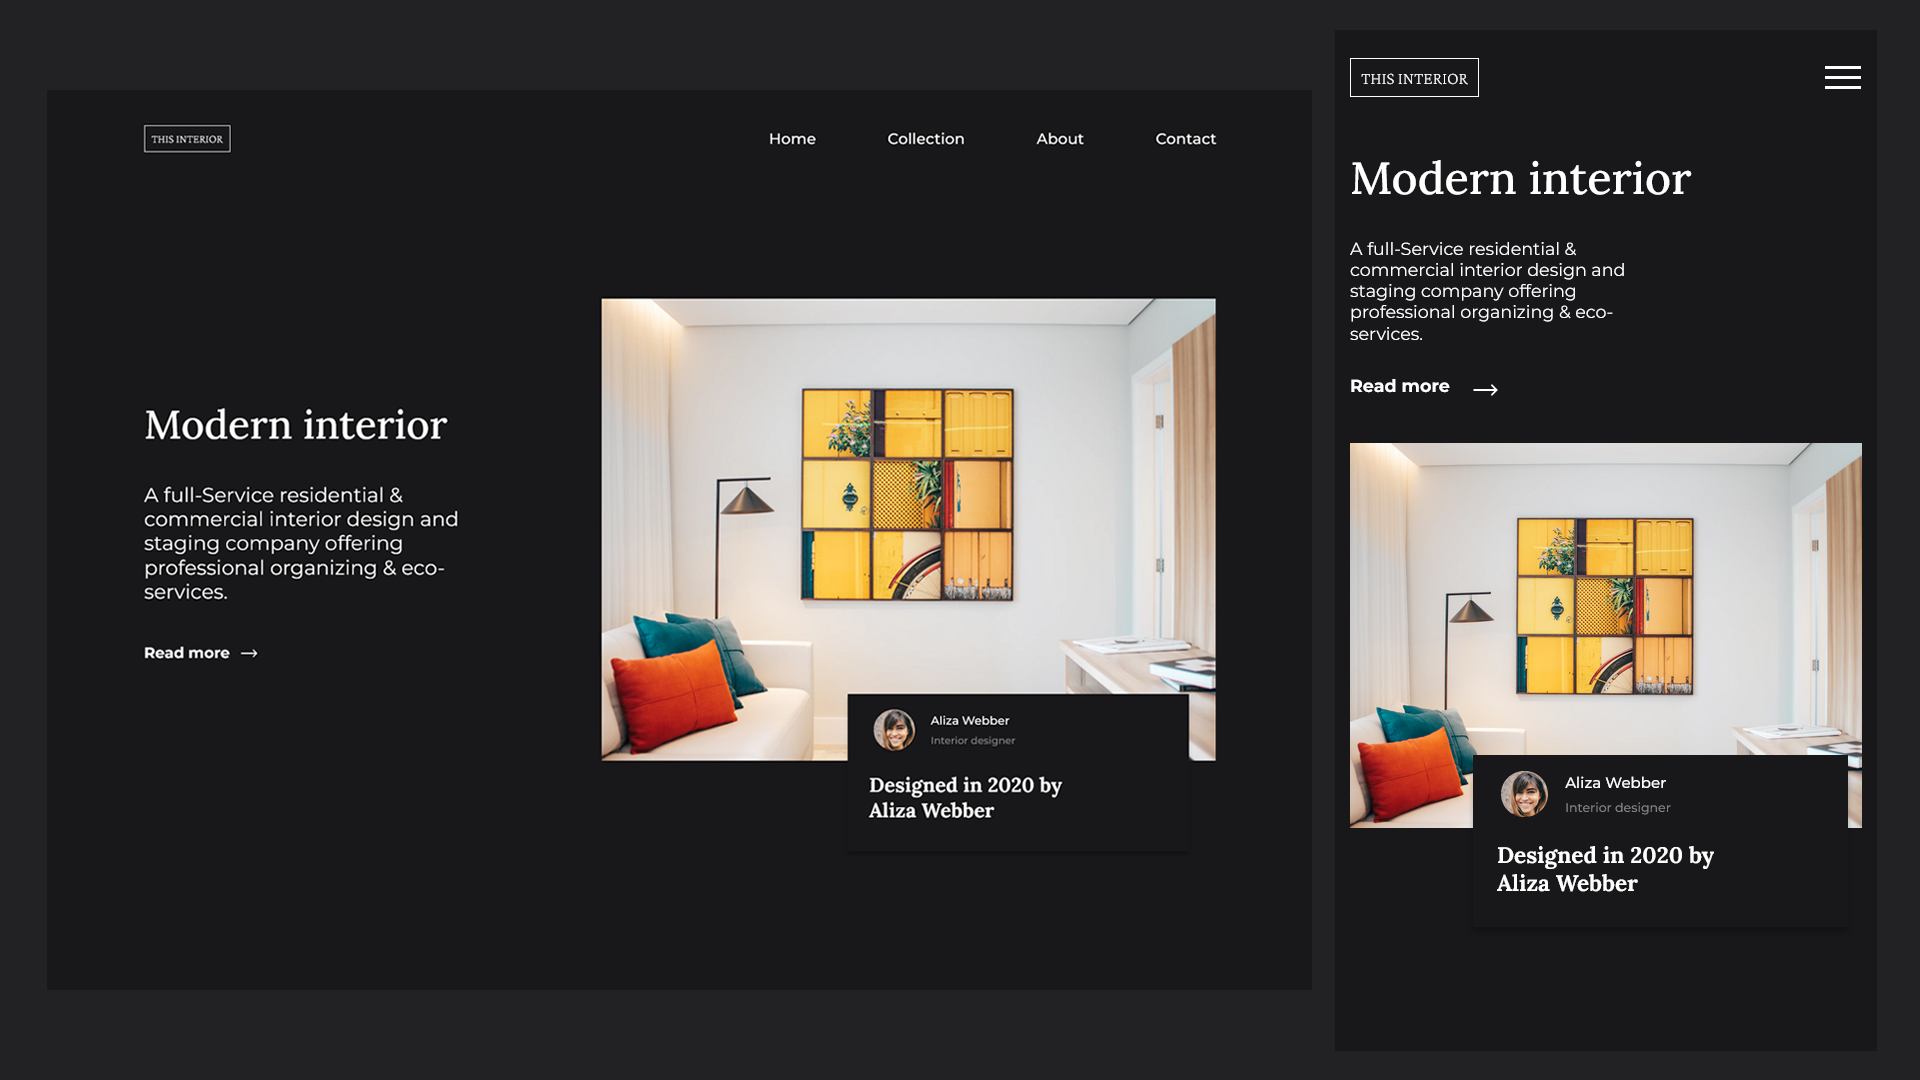 THIS INTERIOR
Home
Collection
About
Contact
Modern interior
A full-Service residential &
commercial interior design and
staging company offering
professional organizing & eco-
services.
Read more
Aliza Webber
Interior designer
Designed in 2020 by
Aliza Webber
THIS INTERIOR
Modern interior
A full-Service residential &
commercial interior design and
staging company offering
professional organizing & eco-
services.
Read more
Aliza Webber
Interior designer
Designed in 2020 by
Aliza Webber